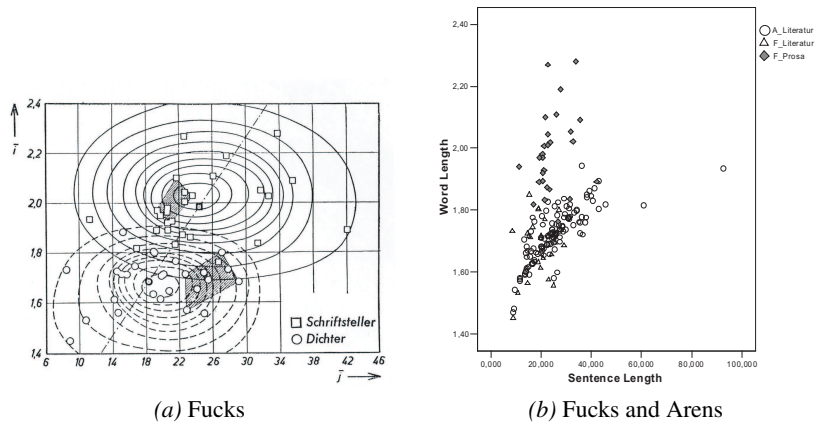 2,4
2,2
2,0
1,8
1,6
1,4
6 10 14 18 22 26 30 34 38 42 46
ī
j̄
Schriftsteller
Dichter
(a) Fucks
2,40
2,20
2,00
1,80
1,60
1,40
Word Length
0,000 20,000 40,000 60,000 80,000 100,000
Sentence Length
A_Literatur
F_Literatur
F_Prosa
(b) Fucks and Arens